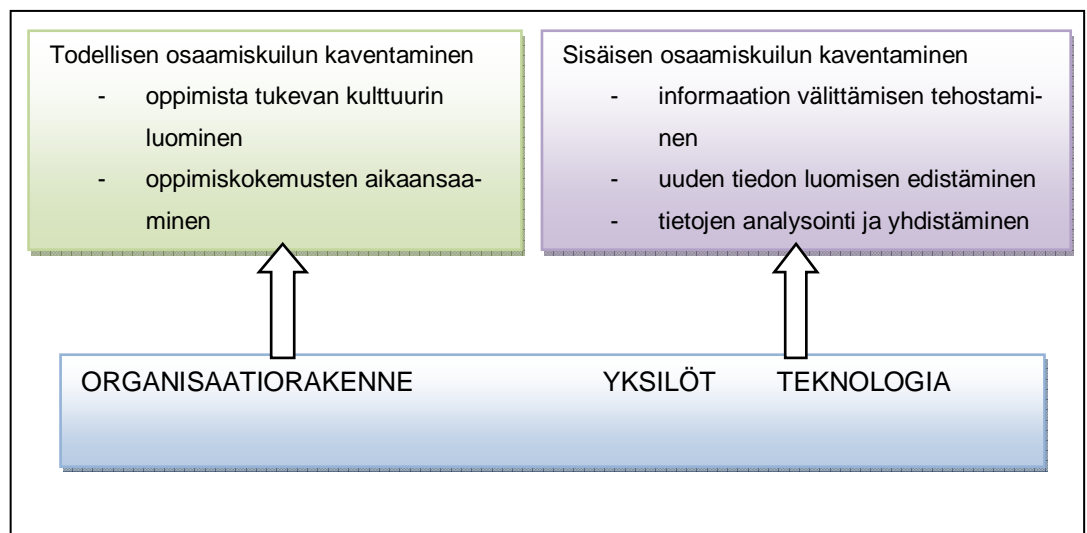 Todellisen osaamiskuilun kaventaminen
- oppimista tukevan kulttuurin
luominen
- oppimiskokemusten aikaansaa-
minen
Sisäisen osaamiskuilun kaventaminen
- informaation välittämisen tehostami-
nen
- uuden tiedon luomisen edistäminen
- tietojen analysointi ja yhdistäminen
ORGANISAATIORAKENNE YKSILÖT TEKNOLOGIA